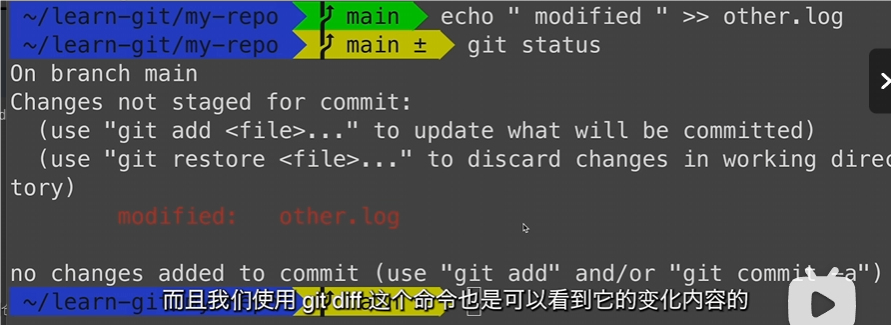 ~/learn-git/my-repo main echo " modified " >> other.log
~/learn-git/my-repo main ± git status
On branch main
Changes not staged for commit:
(use "git add <file>..." to update what will be committed)
(use "git restore <file>..." to discard changes in working direc
tory)
modified: other.log
no changes added to commit (use "git add" and/or "git commit -a")
~/learn-git
而且我们使用 git diff 这个命令也是可以看到它的变化内容的